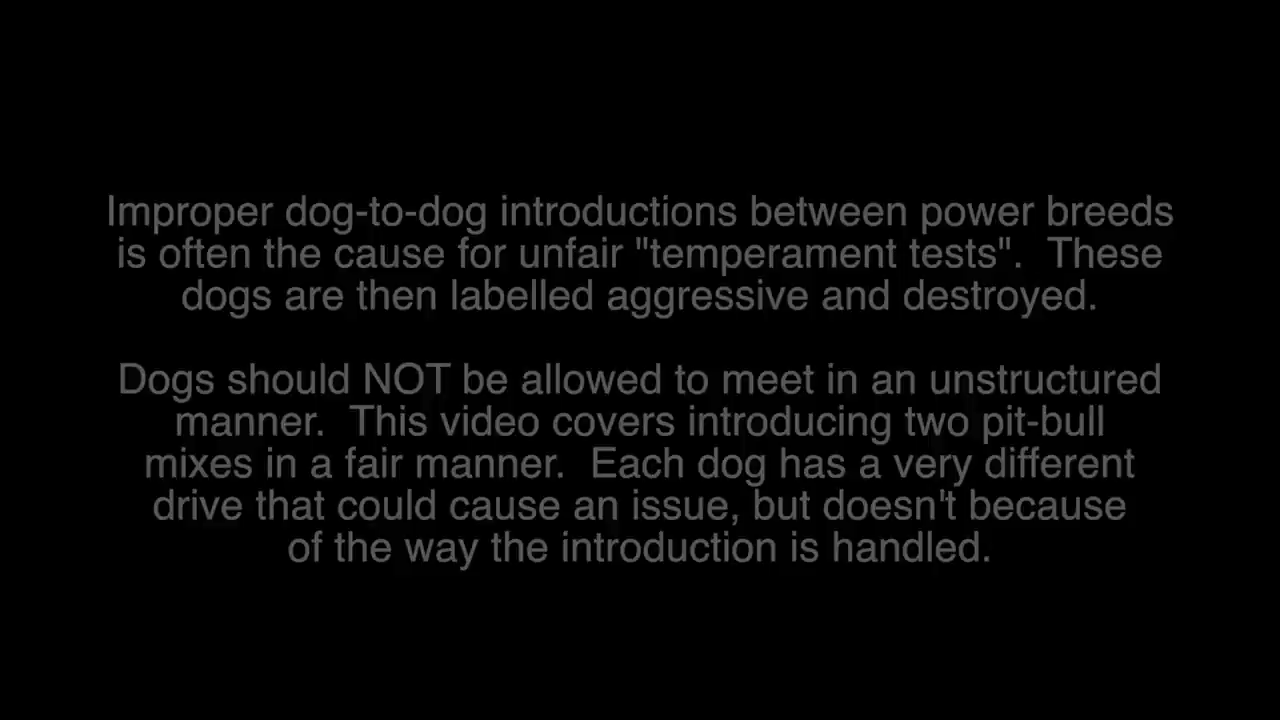 Improper dog-to-dog introductions between power breeds
is often the cause for unfair "temperament tests".  These
dogs are then labelled aggressive and destroyed.
Dogs should NOT be allowed to meet in an unstructured
manner.  This video covers introducing two pit-bull
mixes in a fair manner.  Each dog has a very different
drive that could cause an issue, but doesn't because
of the way the introduction is handled.